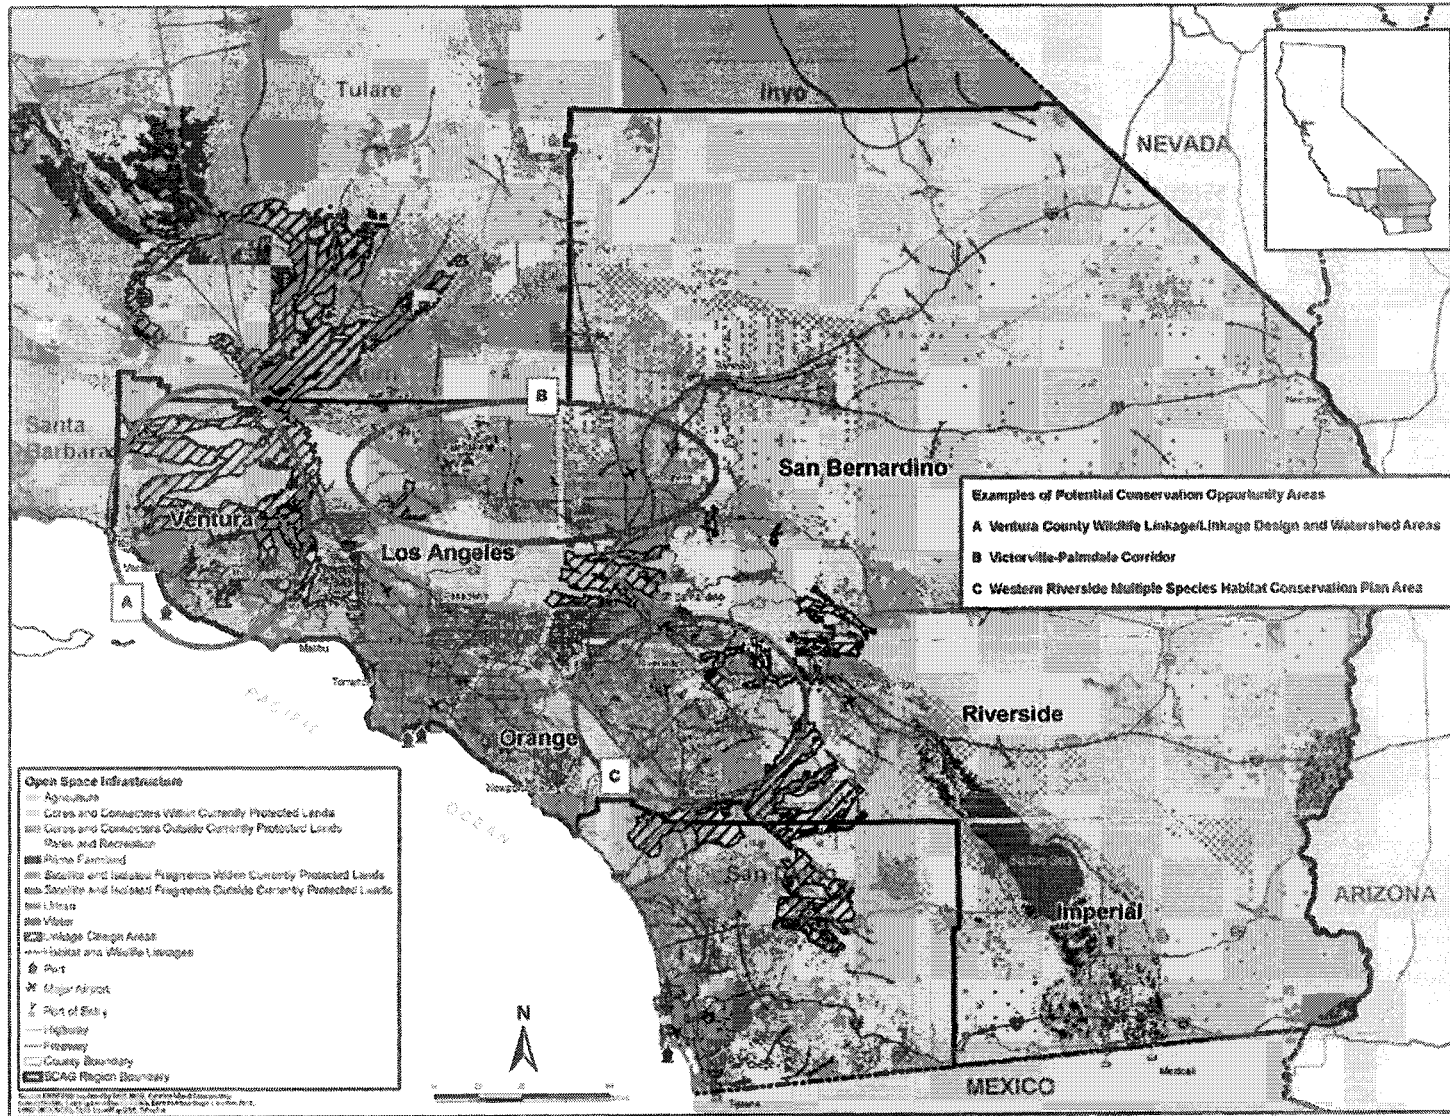 Tulare
Inyo
NEVADA
B
Santa
Barbara
San Bernardino
Examples of Potential Conservation Opportunity Areas
A Ventura County Wildlife Linkage/Linkage Design and Watershed Areas
B Victorville-Palmdale Corridor
C Western Riverside Multiple Species Habitat Conservation Plan Area
Ventura
Los Angeles
A
Malibu
Torrance
PACIFIC
Riverside
Orange
C
OCEAN
Open Space Infrastructure
Agriculture
Cores and Connectors Within Currently Protected Lands
Cores and Connectors Outside Currently Protected Lands
Parks and Recreation
Prime Farmland
Satellite and Isolated Fragments Within Currently Protected Lands
Satellite and Isolated Fragments Outside Currently Protected Lands
Urban
Water
Linkage Design Areas
Habitat and Wildlife Linkages
Port
Major Airport
Port of Entry
Highway
Freeway
County Boundary
SCAG Region Boundary
San Diego
Imperial
ARIZONA
N
MEXICO
Mexicali
Tijuana